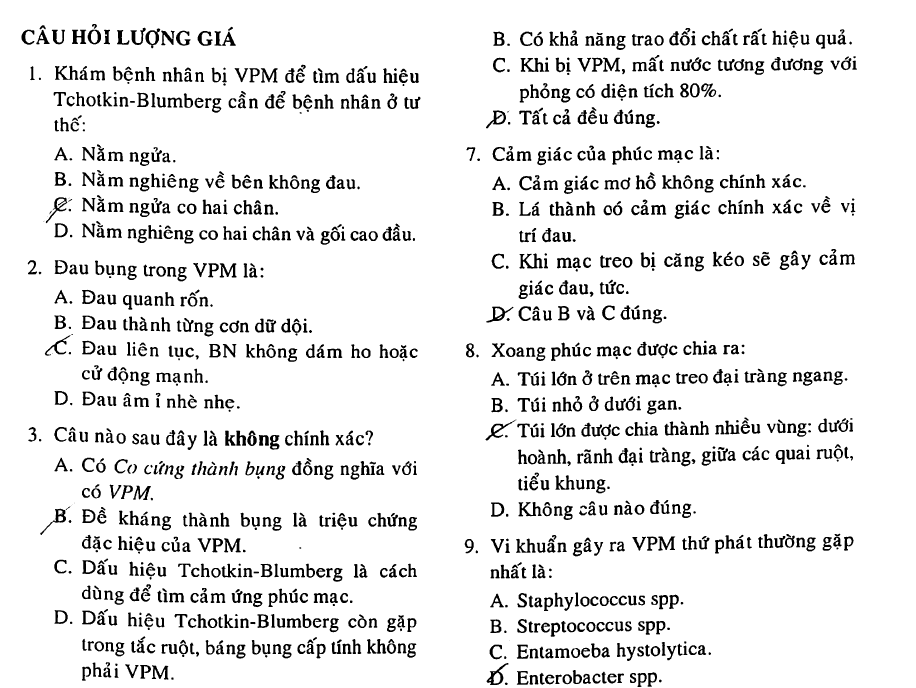 CÂU HỎI LƯỢNG GIÁ
1. Khám bệnh nhân bị VPM để tìm dấu hiệu
Tchotkin-Blumberg cần để bệnh nhân ở tư
thế:
A. Nằm ngửa.
B. Nằm nghiêng về bên không đau.
C. Nằm ngửa co hai chân.
D. Nằm nghiêng co hai chân và gối cao đầu.
2. Đau bụng trong VPM là:
A. Đau quanh rốn.
B. Đau thành từng cơn dữ dội.
C. Đau liên tục, BN không dám ho hoặc
cử động mạnh.
D. Đau âm ỉ nhè nhẹ.
3. Câu nào sau đây là không chính xác?
A. Có Co cứng thành bụng đồng nghĩa với
có VPM.
B. Đề kháng thành bụng là triệu chứng
đặc hiệu của VPM.
C. Dấu hiệu Tchotkin-Blumberg là cách
dùng để tìm cảm ứng phúc mạc.
D. Dấu hiệu Tchotkin-Blumberg còn gặp
trong tắc ruột, báng bụng cấp tính không
phải VPM.
B. Có khả năng trao đổi chất rất hiệu quả.
C. Khi bị VPM, mất nước tương đương với
phỏng có diện tích 80%.
D. Tất cả đều đúng.
7. Cảm giác của phúc mạc là:
A. Cảm giác mơ hồ không chính xác.
B. Lá thành có cảm giác chính xác về vị
trí đau.
C. Khi mạc treo bị căng kéo sẽ gây cảm
giác đau, tức.
D. Câu B và C đúng.
8. Xoang phúc mạc được chia ra:
A. Túi lớn ở trên mạc treo đại tràng ngang.
B. Túi nhỏ ở dưới gan.
C. Túi lớn được chia thành nhiều vùng: dưới
hoành, rãnh đại tràng, giữa các quai ruột,
tiểu khung.
D. Không câu nào đúng.
9. Vi khuẩn gây ra VPM thứ phát thường gặp
nhất là:
A. Staphylococcus spp.
B. Streptococcus spp.
C. Entamoeba hystolytica.
D. Enterobacter spp.